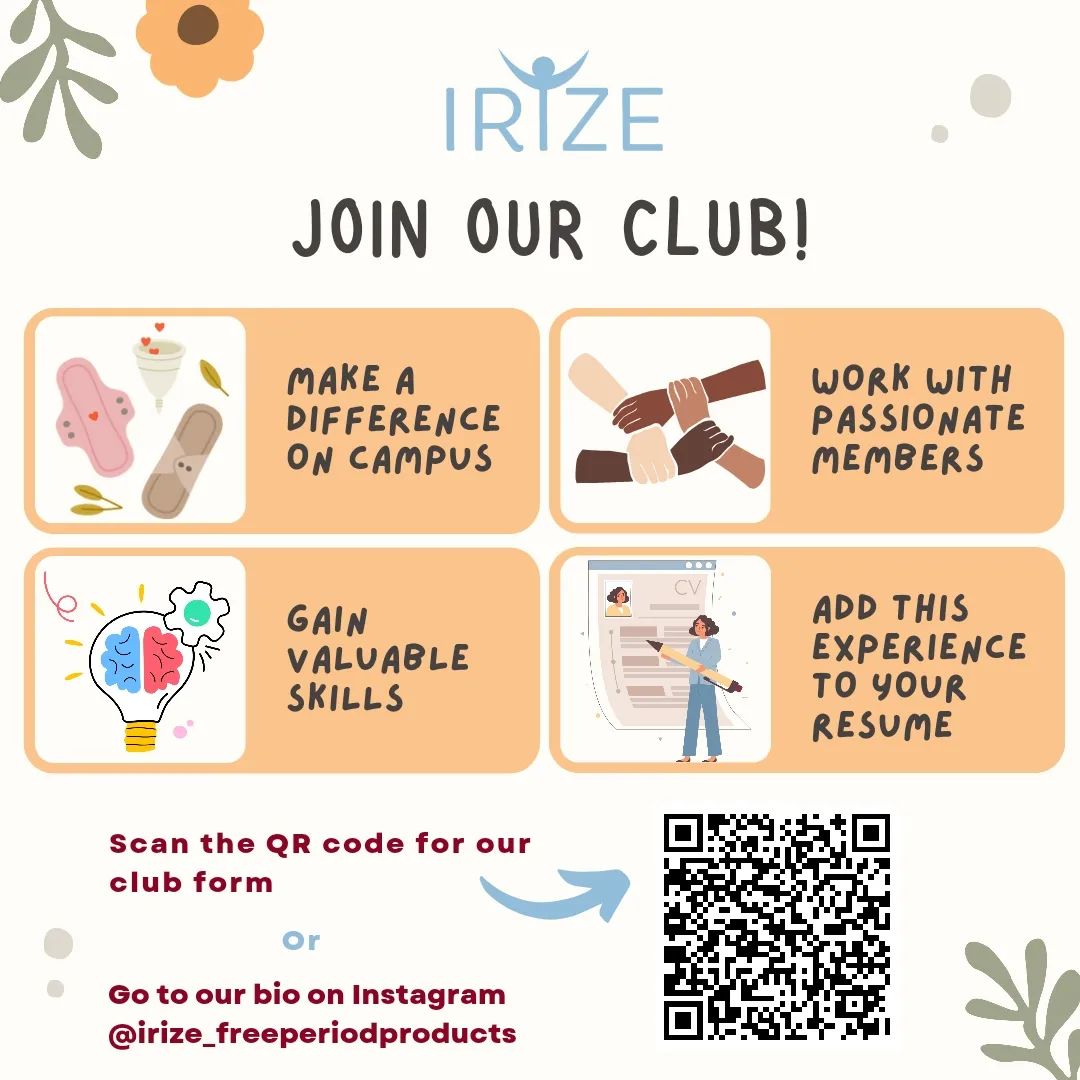 IRIZE
JOIN OUR CLUB!
MAKE A
DIFFERENCE
ON CAMPUS
WORK WITH
PASSIONATE
MEMBERS
GAIN
VALUABLE
SKILLS
CV
ADD THIS
EXPERIENCE
TO YOUR
RESUME
Scan the QR code for our
club form
Or
Go to our bio on Instagram
@irize_freeperiodproducts